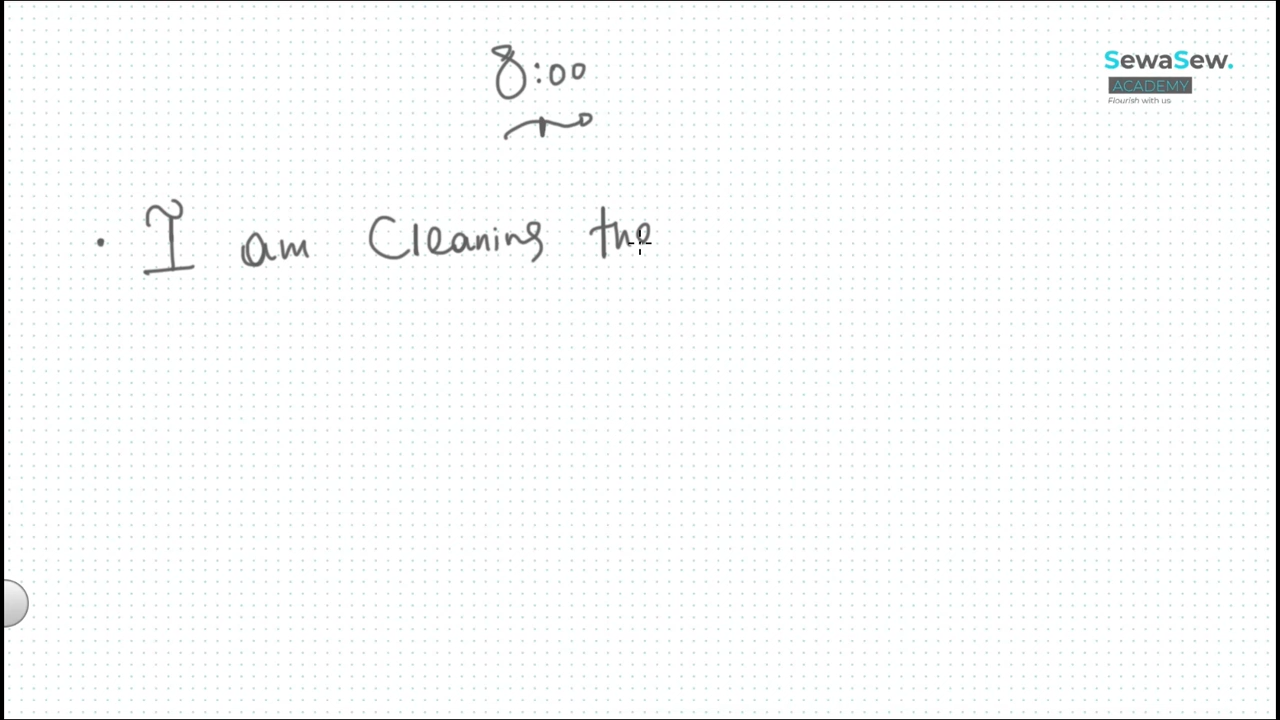 8:00
SewaSew.
ACADEMY
Flourish with us
. I am Cleaning the